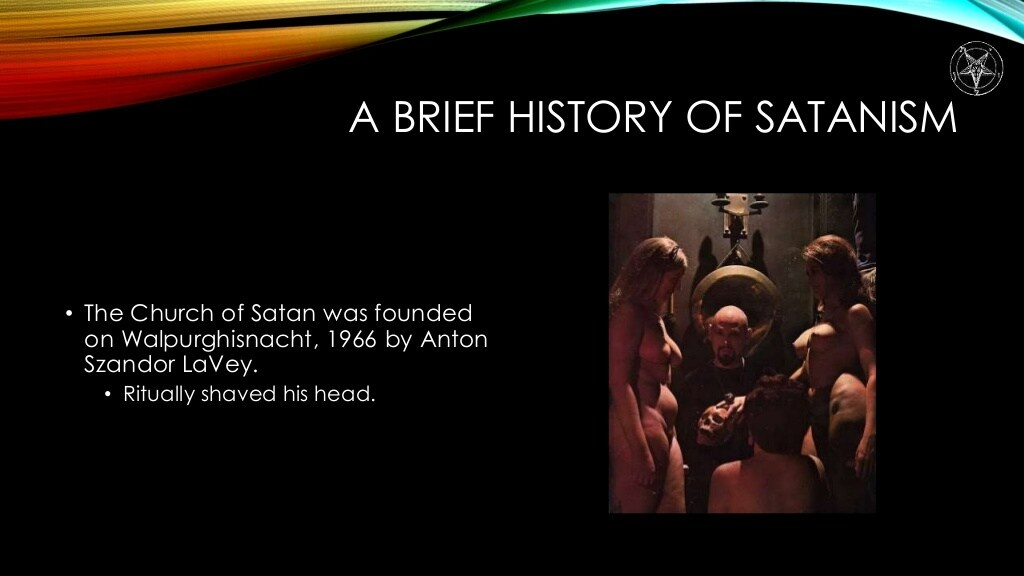 A BRIEF HISTORY OF SATANISM
• The Church of Satan was founded
on Walpurghisnacht, 1966 by Anton
Szandor LaVey.
• Ritually shaved his head.